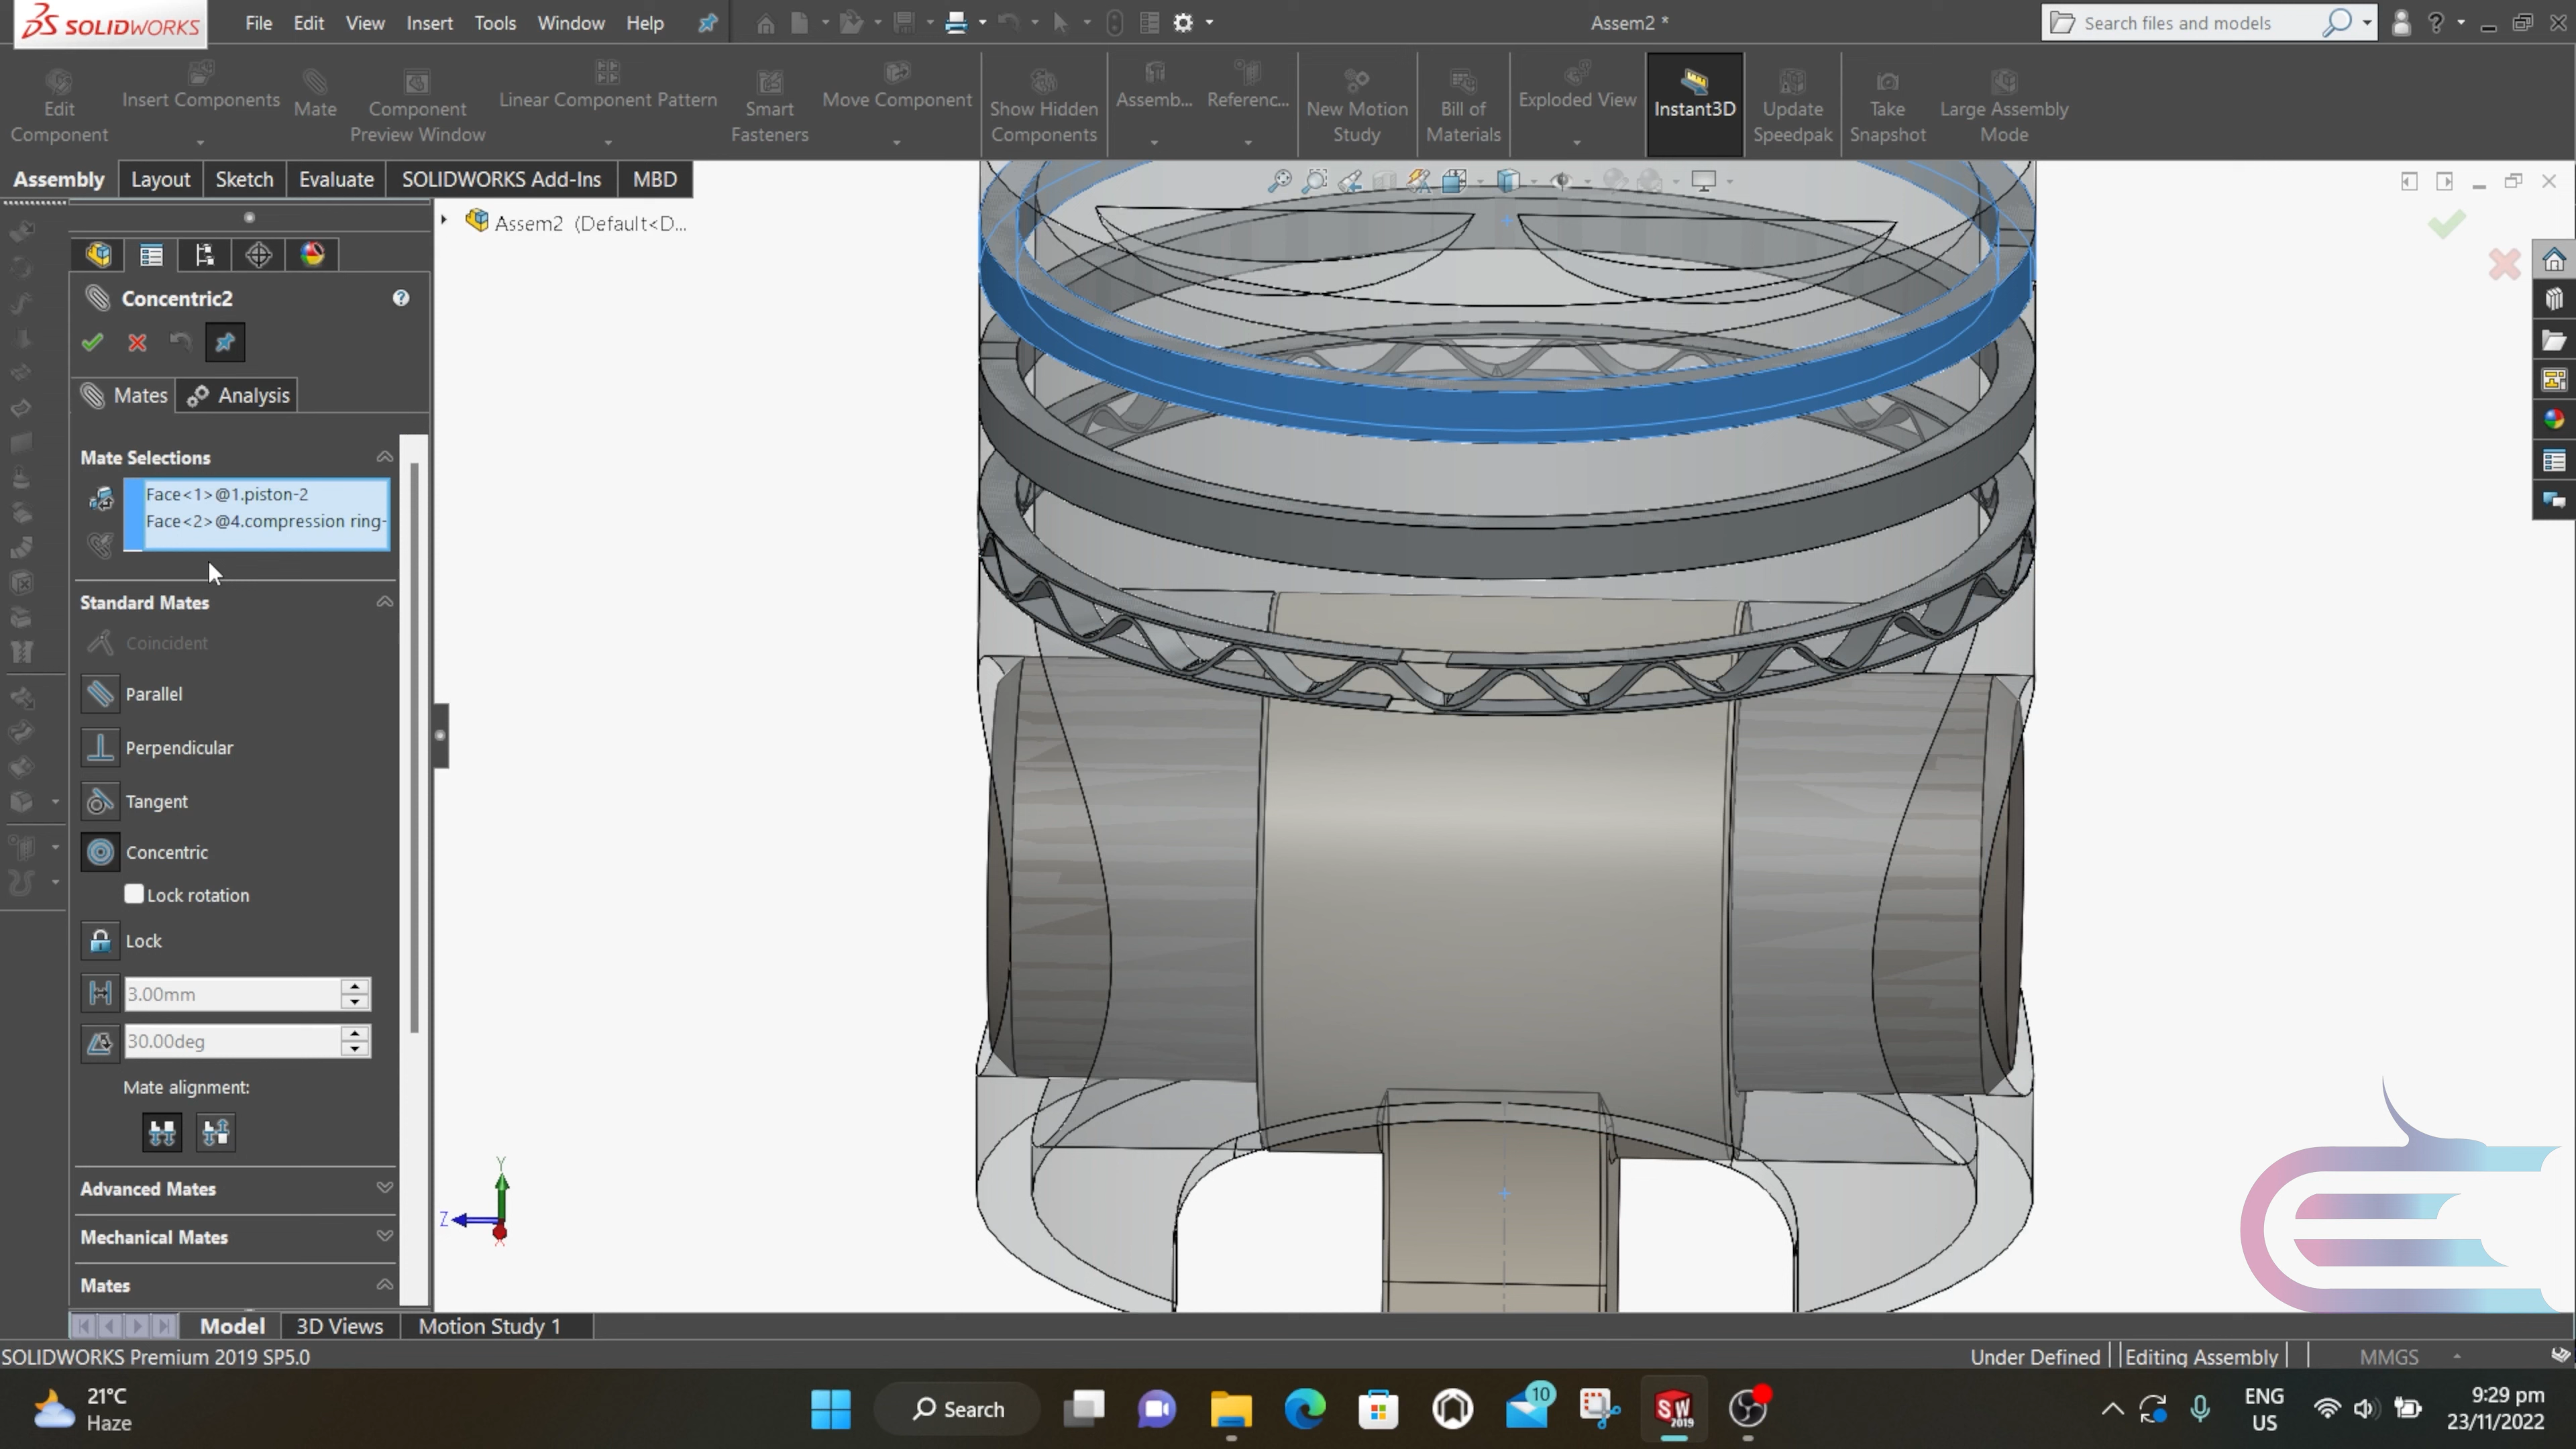 SOLIDWORKS File Edit View Insert Tools Window Help
Assem2 *
Search files and models
Edit Component
Insert Components
Mate
Component Preview Window
Linear Component Pattern
Smart Fasteners
Move Component
Show Hidden Components
Assemb...
Referenc...
New Motion Study
Bill of Materials
Exploded View
Instant3D
Update Speedpak
Take Snapshot
Large Assembly Mode
Assembly Layout Sketch Evaluate SOLIDWORKS Add-Ins MBD
Assem2 (Default<D...
Concentric2
Mates Analysis
Mate Selections
Face<1>@1.piston-2
Face<2>@4.compression ring-
Standard Mates
Coincident
Parallel
Perpendicular
Tangent
Concentric
Lock rotation
Lock
3.00mm
30.00deg
Mate alignment:
Advanced Mates
Mechanical Mates
Mates
Y
Z
X
Model 3D Views Motion Study 1
SOLIDWORKS Premium 2019 SP5.0
Under Defined Editing Assembly MMGS
21°C
Haze
Search
10
SW
2019
ENG
US
9:29 pm
23/11/2022